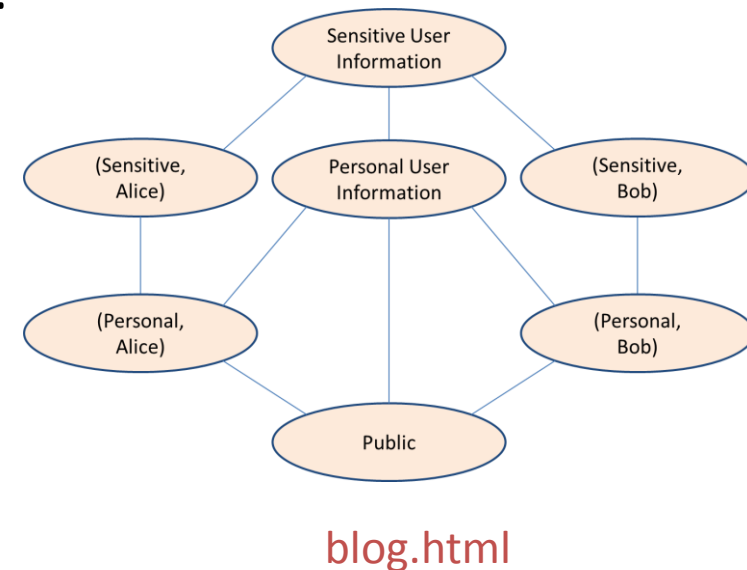 Sensitive User
Information
(Sensitive,
Alice)
Personal User
Information
(Sensitive,
Bob)
(Personal,
Alice)
(Personal,
Bob)
Public
blog.html